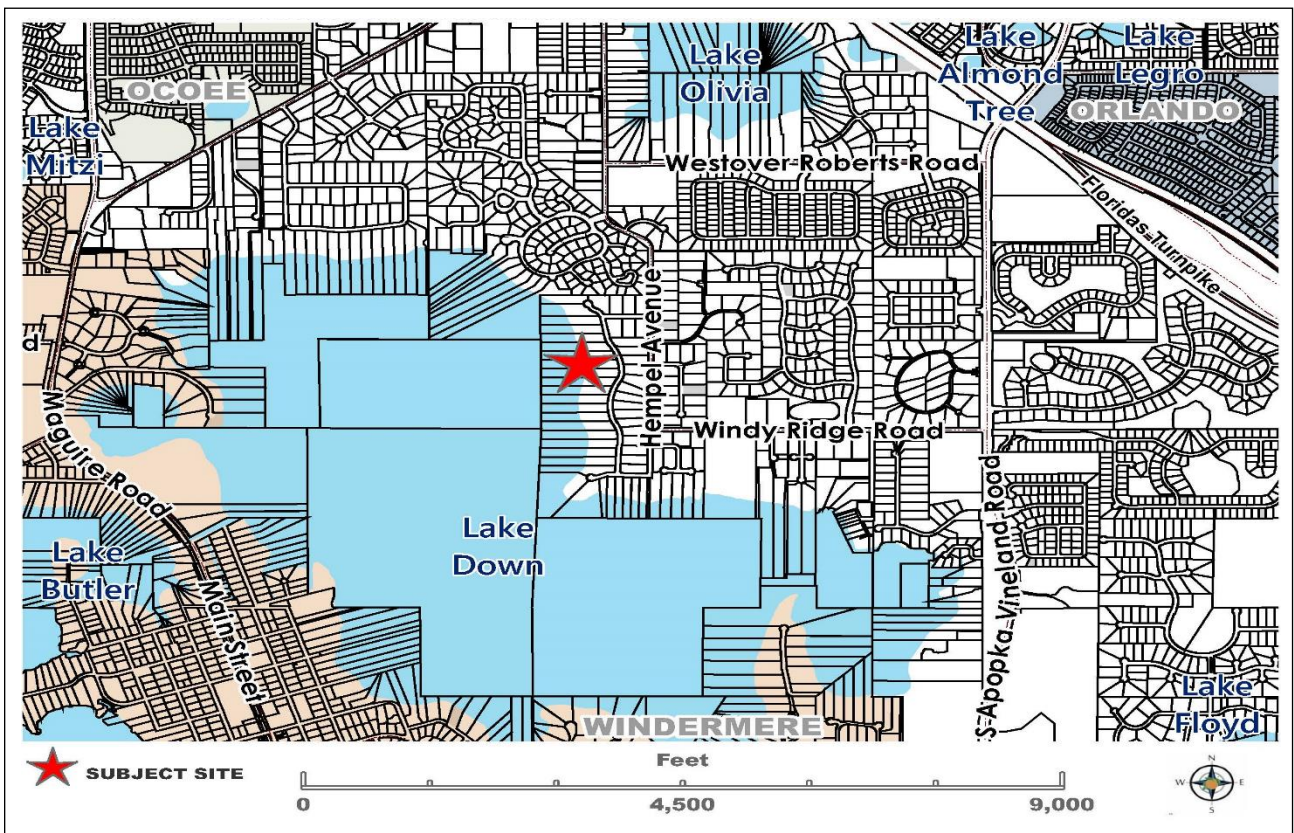 OCOEE
Lake
Mitzi
Lake
Olivia
Lake
Almond
Tree
Lake
Legro
ORLANDO
Westover Roberts Road
Floridas Turnpike
Hempel Avenue
Windy Ridge Road
d
Maguire Road
Main Street
Lake
Butler
Lake
Down
S Apopka Vineland Road
Lake
Floyd
WINDERMERE
SUBJECT SITE
Feet
0
4,500
9,000
N
W
E
S